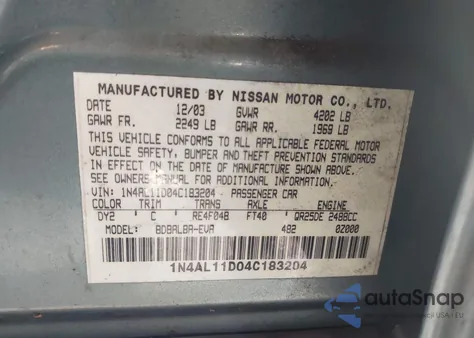 MANUFACTURED BY NISSAN MOTOR CO., LTD.
DATE 12/03 GVWR 4202 LB
GAWR FR. 2249 LB GAWR RR. 1969 LB
THIS VEHICLE CONFORMS TO ALL APPLICABLE FEDERAL MOTOR
VEHICLE SAFETY, BUMPER AND THEFT PREVENTION STANDARDS
IN EFFECT ON THE DATE OF MANUFACTURE SHOWN ABOVE.
SEE OWNERS MANUAL FOR ADDITIONAL INFORMATION.
VIN: 1N4AL11D04C183204 PASSENGER CAR
COLOR TRIM TRANS AXLE ENGINE
DY2 C RE4F04B FT40 QR25DE 2488CC
MODEL: BDBALBA-EVA 492 0Z000
1N4AL11D04C183204
autoSnap